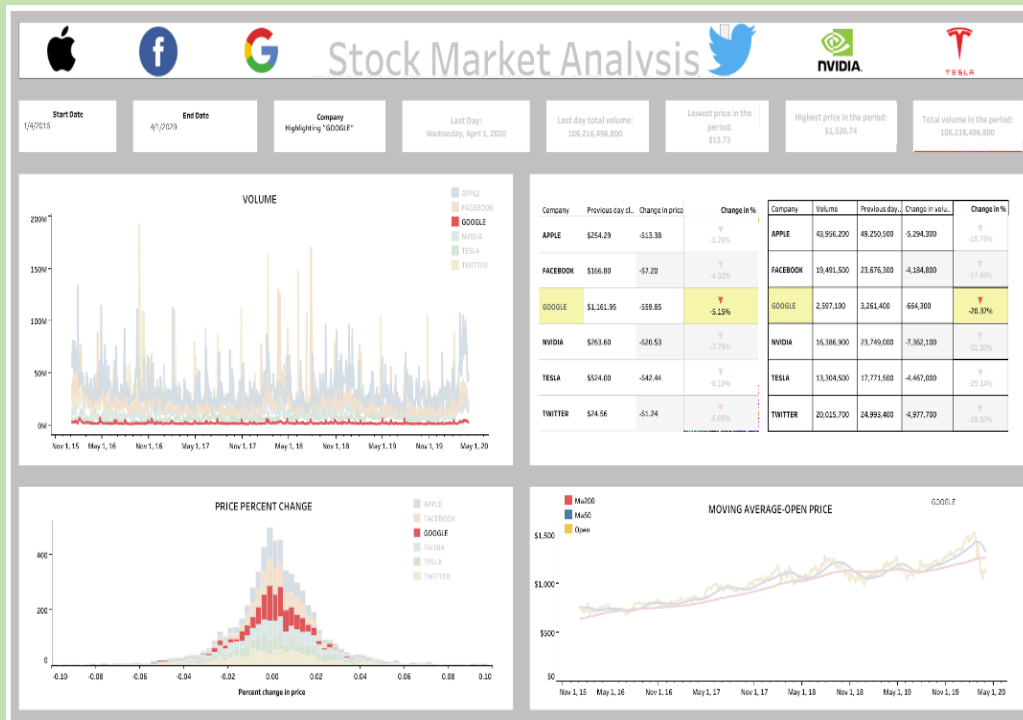 Stock Market Analysis
NVIDIA.
TESLA
Start Date
1/4/2015
End Date
4/1/2020
Company
Highlighting "GOOGLE"
Last Day:
Wednesday, April 1, 2020
Last day total volume:
106,216,496,800
Lowest price in the
period:
$13.73
Highest price in the period:
$1,530.74
Total volume in the period:
106,216,496,800
VOLUME
APPLE
FACEBOOK
GOOGLE
NVIDIA
TESLA
TWITTER
200M
150M
100M
50M
0M
Nov 1, 15 May 1, 16 Nov 1, 16 May 1, 17 Nov 1, 17 May 1, 18 Nov 1, 18 May 1, 19 Nov 1, 19 May 1, 20
Company Previous day cl.. Change in price Change in %
APPLE $254.29 -$13.38 -5.26%
FACEBOOK $166.80 -$7.20 -4.32%
GOOGLE $1,161.95 -$59.85 -5.15%
NVIDIA $263.60 -$20.53 -7.79%
TESLA $524.00 -$42.44 -8.10%
TWITTER $24.56 -$1.24 -5.05%
Company Volume Previous day.. Change in volu.. Change in %
APPLE 43,956,200 49,250,500 -5,294,300 -10.75%
FACEBOOK 19,491,500 23,676,300 -4,184,800 -17.68%
GOOGLE 2,597,100 3,261,400 -664,300 -20.37%
NVIDIA 16,386,900 23,749,000 -7,362,100 -31.00%
TESLA 13,304,500 17,771,500 -4,467,000 -25.14%
TWITTER 20,015,700 24,993,400 -4,977,700 -19.92%
PRICE PERCENT CHANGE
APPLE
FACEBOOK
GOOGLE
NVIDIA
TESLA
TWITTER
400
200
0
-0.10 -0.08 -0.06 -0.04 -0.02 0.00 0.02 0.04 0.06 0.08 0.10
Percent change in price
Ma200
Ma50
Open
MOVING AVERAGE-OPEN PRICE
GOOGLE
$1,500
$1,000
$500
$0
Nov 1, 15 May 1, 16 Nov 1, 16 May 1, 17 Nov 1, 17 May 1, 18 Nov 1, 18 May 1, 19 Nov 1, 19 May 1, 20